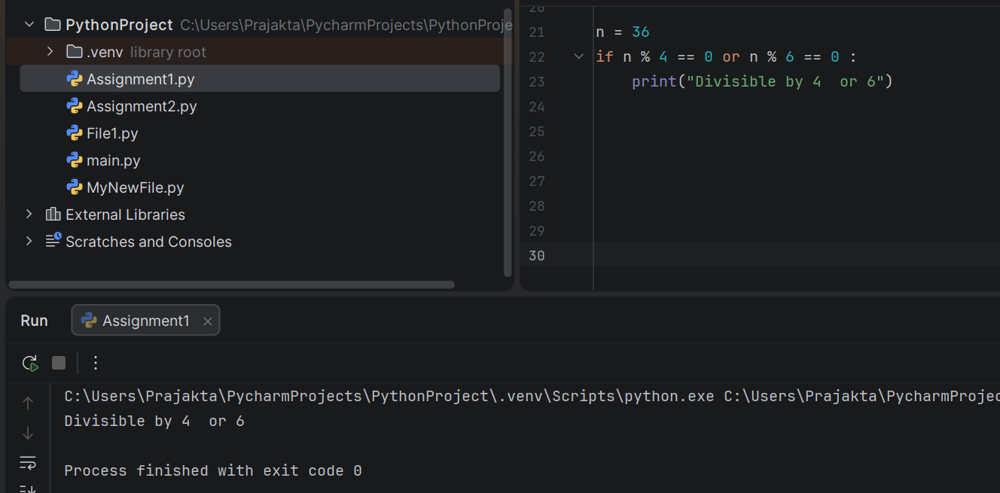 PythonProject C:\Users\Prajakta\PycharmProjects\PythonProje
.venv library root
Assignment1.py
Assignment2.py
File1.py
main.py
MyNewFile.py
External Libraries
Scratches and Consoles
20
21 n = 36
22 if n % 4 == 0 or n % 6 == 0 :
23 print("Divisible by 4  or 6")
24
25
26
27
28
29
30
Run Assignment1
C:\Users\Prajakta\PycharmProjects\PythonProject\.venv\Scripts\python.exe C:\Users\Prajakta\PycharmProjec
Divisible by 4  or 6
Process finished with exit code 0